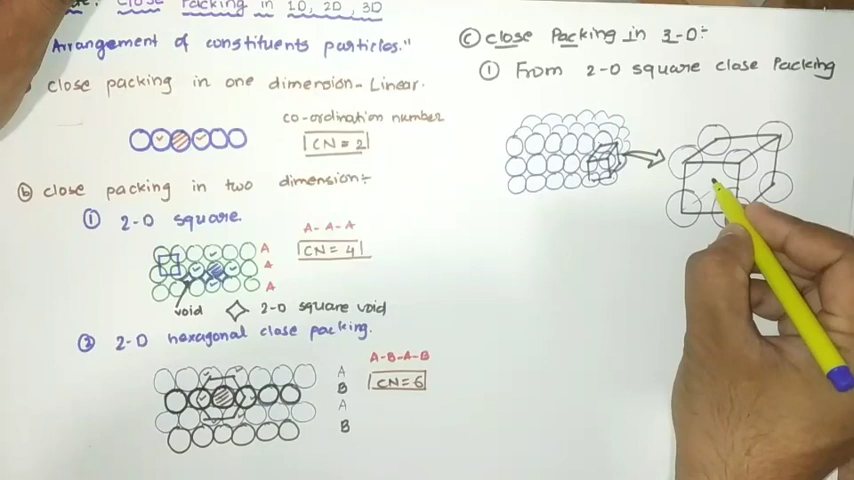 Close Packing in 1D, 2D, 3D
Arrangement of constituents particles."
close packing in one dimension - Linear.
co-ordination number
CN = 2
ⓑ close packing in two dimension:-
① 2-D square
A - A - A
CN = 4
A
A
A
void
2-D square void
② 2-D hexagonal close packing.
A-B-A-B
CN = 6
A
B
A
B
ⓒ close Packing in 3-D:-
① From 2-D square close Packing